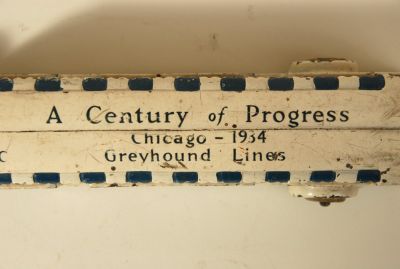 A Century of Progress
Chicago - 1934
Greyhound Lines